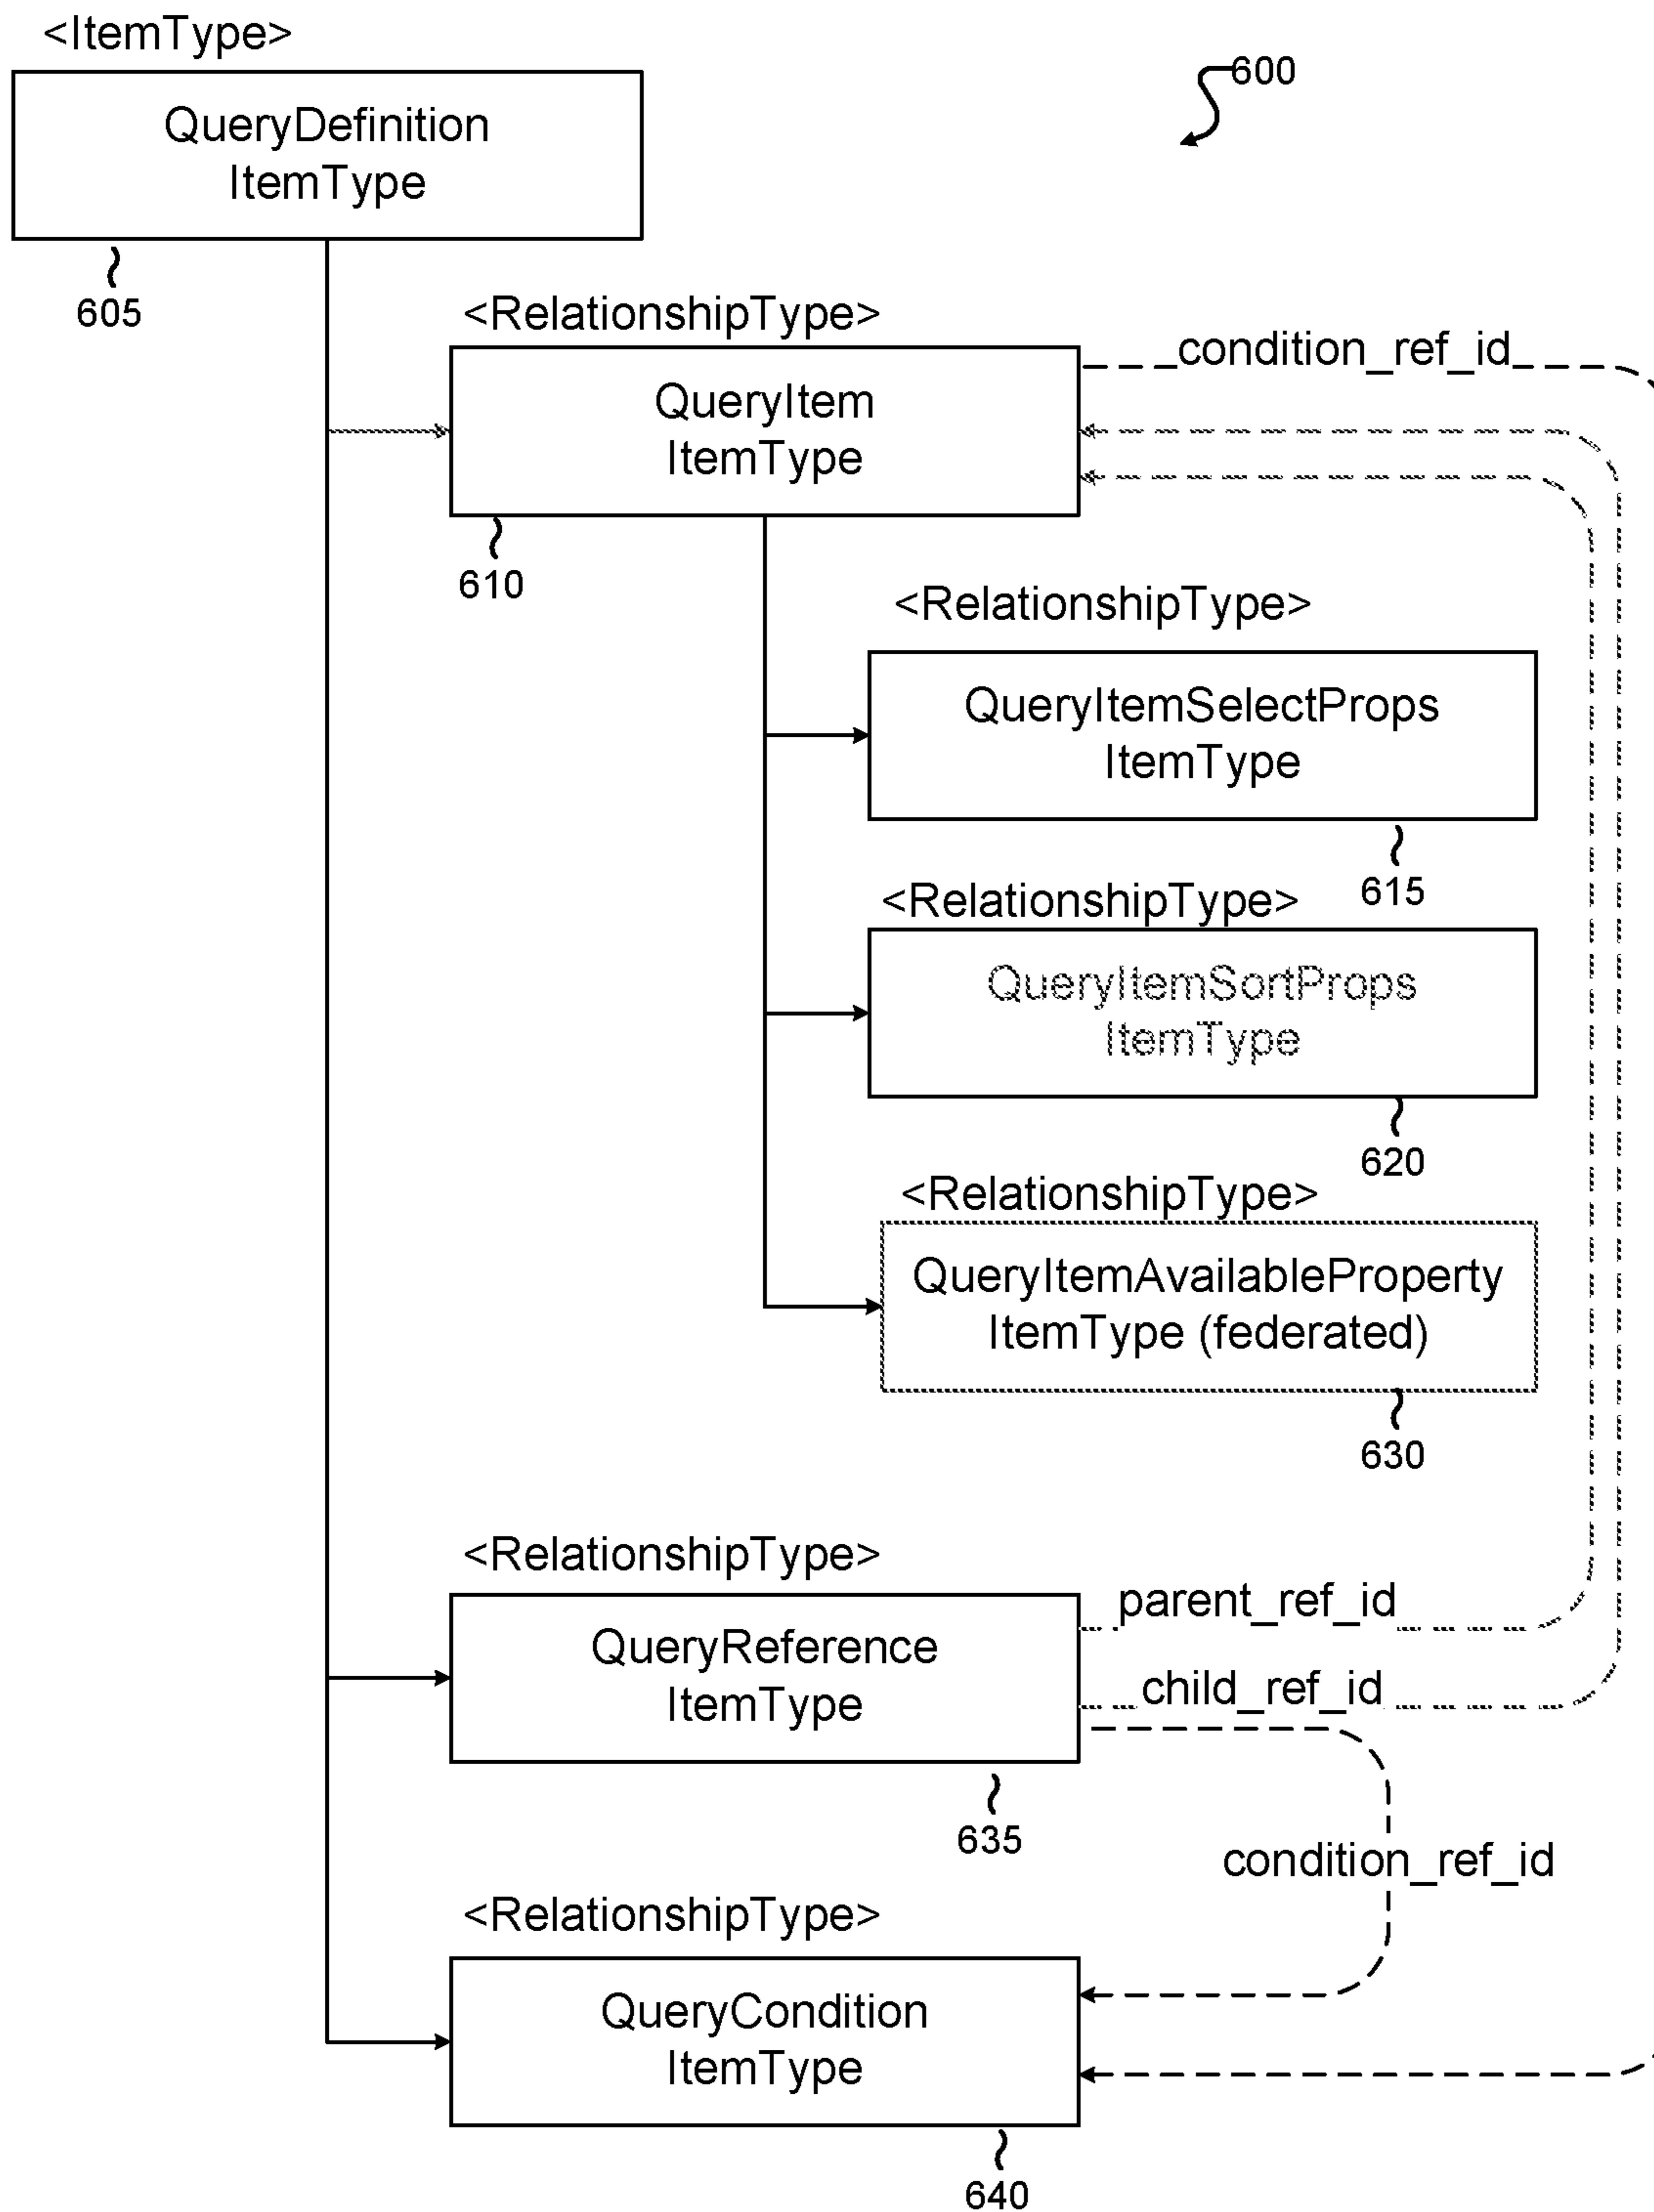 <ItemType>
600
QueryDefinition
ItemType
605
<RelationshipType>
condition_ref_id
QueryItem
ItemType
610
<RelationshipType>
QueryItemSelectProps
ItemType
615
<RelationshipType>
QueryItemSortProps
ItemType
620
<RelationshipType>
QueryItemAvailableProperty
ItemType (federated)
630
<RelationshipType>
parent_ref_id
QueryReference
ItemType
child_ref_id
635
condition_ref_id
<RelationshipType>
QueryCondition
ItemType
640